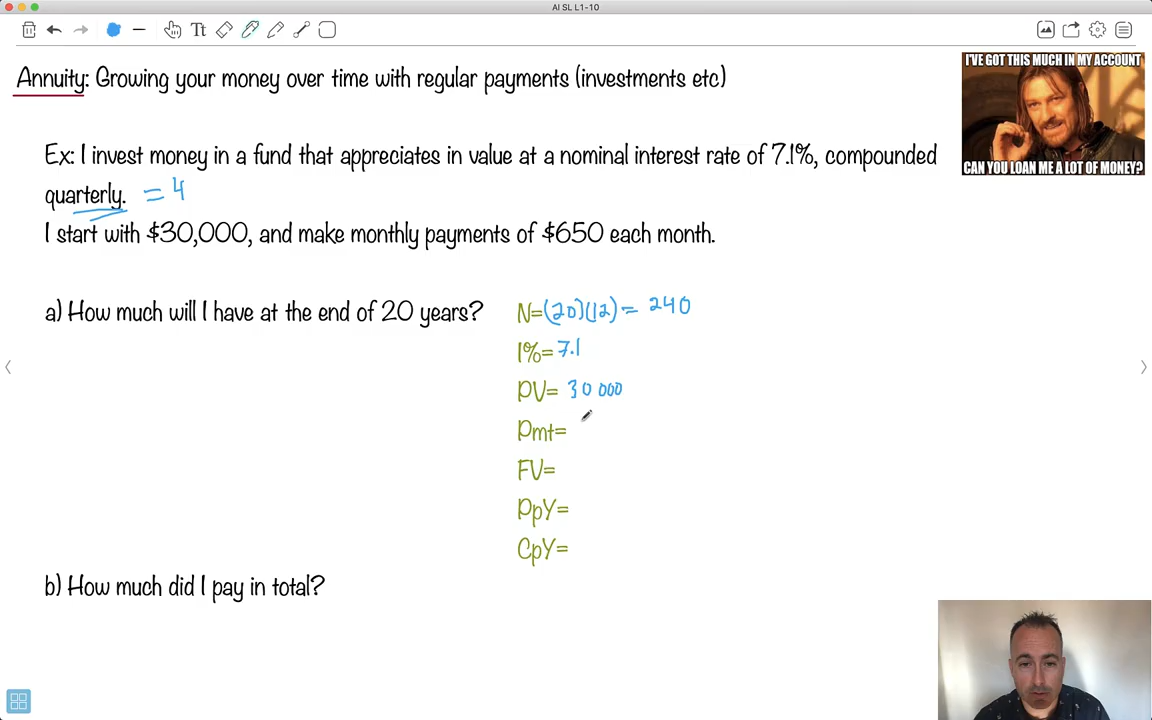 AI SL L1-10
Tt
Annuity: Growing your money over time with regular payments (investments etc)
I'VE GOT THIS MUCH IN MY ACCOUNT
CAN YOU LOAN ME A LOT OF MONEY?
Ex: I invest money in a fund that appreciates in value at a nominal interest rate of 7.1%, compounded
quarterly. = 4
I start with $30,000, and make monthly payments of $650 each month.
a) How much will I have at the end of 20 years?
N=(20)(12)= 240
I%= 7.1
PV= 30 000
Pmt=
FV=
PpY=
CpY=
b) How much did I pay in total?